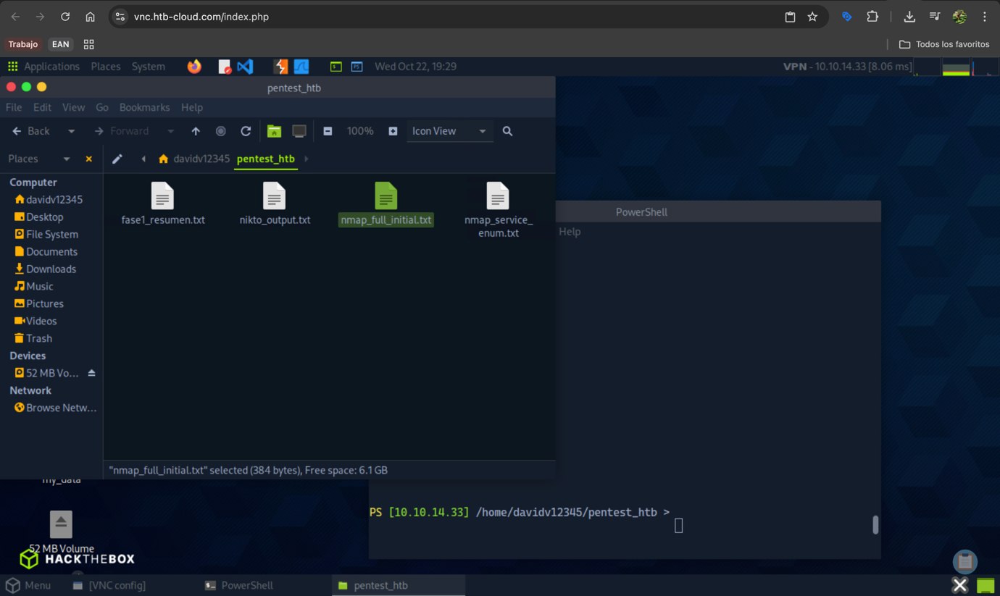 vnc.htb-cloud.com/index.php
Trabajo EAN Todos los favoritos
Applications Places System Wed Oct 22, 19:29 VPN - 10.10.14.33 [8.06 ms]
pentest_htb
File Edit View Go Bookmarks Help
Back Forward 100% Icon View
Places davidv12345 pentest_htb
Computer
davidv12345
Desktop
File System
Documents
Downloads
Music
Pictures
Videos
Trash
Devices
52 MB Vo...
Network
Browse Netw...
fase1_resumen.txt nikto_output.txt nmap_full_initial.txt nmap_service_
enum.txt
"nmap_full_initial.txt" selected (384 bytes), Free space: 6.1 GB
PowerShell
Help
PS [10.10.14.33] /home/davidv12345/pentest_htb >
my_data
52 MB Volume
HACKTHEBOX
Menu [VNC config] PowerShell pentest_htb